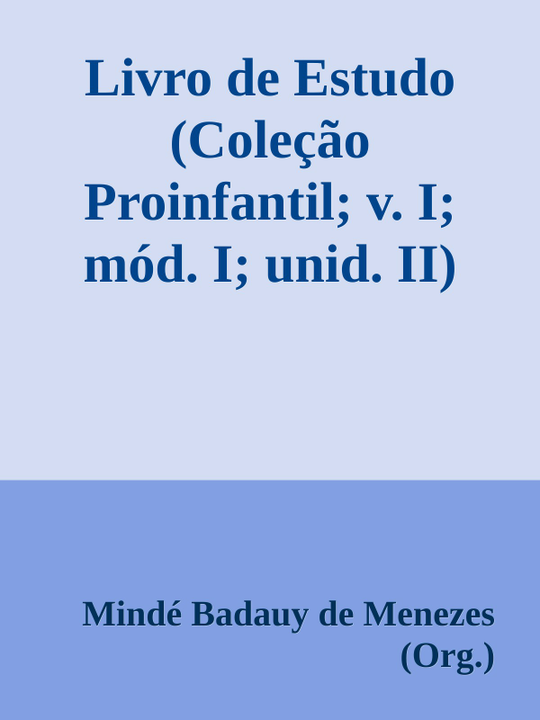 Livro de Estudo
(Coleção
Proinfantil; v. I;
mód. I; unid. II)
Mindé Badauy de Menezes
(Org.)